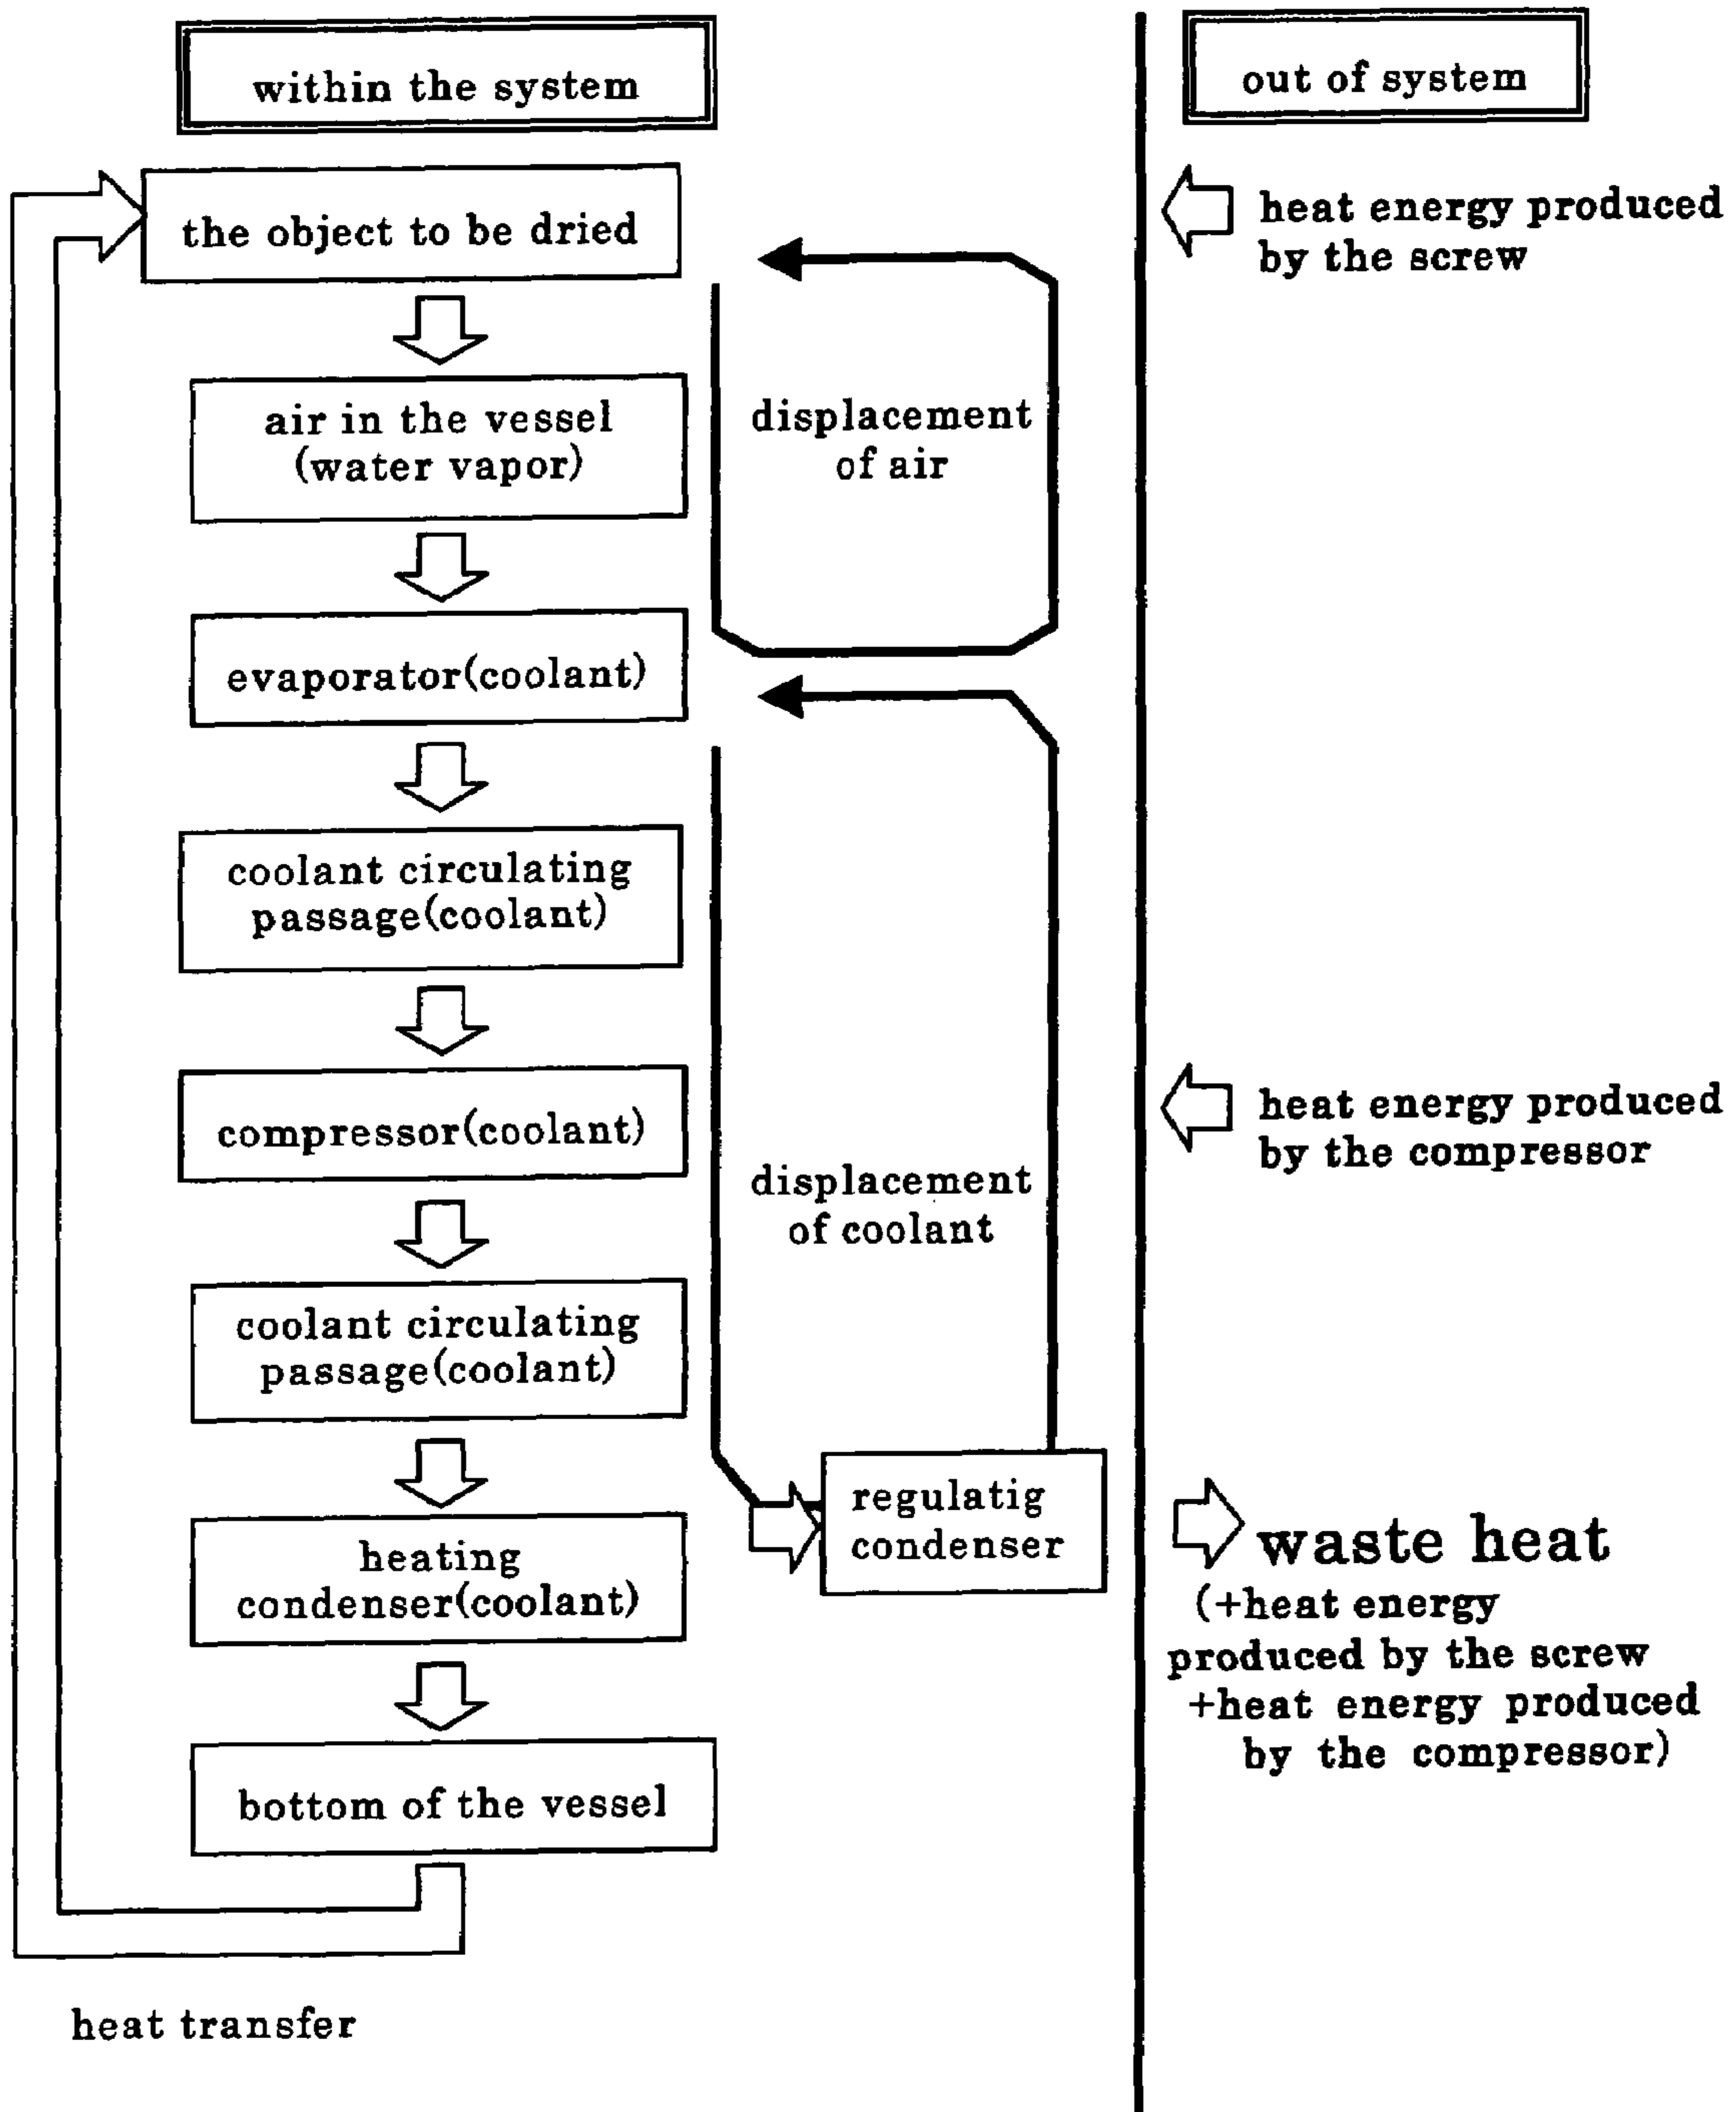 within the system
out of system
the object to be dried
heat energy produced
by the screw
air in the vessel
(water vapor)
displacement
of air
evaporator(coolant)
coolant circulating
passage(coolant)
compressor(coolant)
heat energy produced
by the compressor
displacement
of coolant
coolant circulating
passage(coolant)
regulatig
condenser
heating
condenser(coolant)
waste heat
(+heat energy
produced by the screw
+heat energy produced
by the compressor)
bottom of the vessel
heat transfer